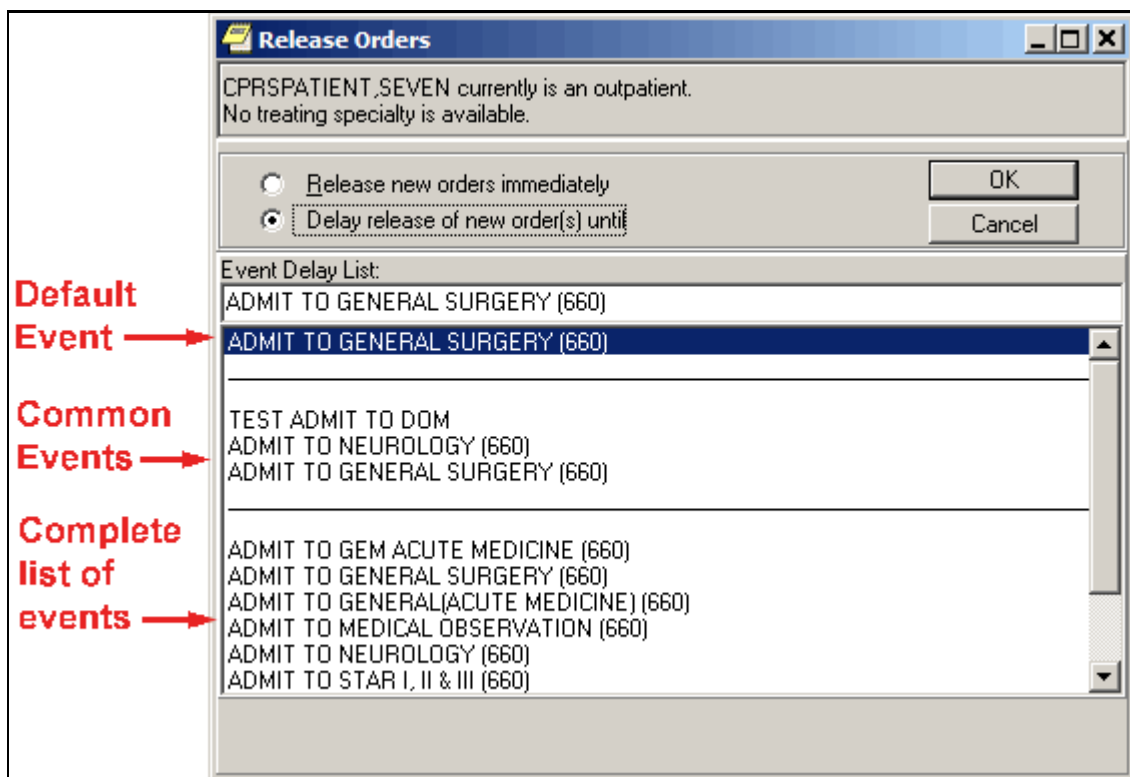 Release Orders
CPRSPATIENT,SEVEN currently is an outpatient.
No treating specialty is available.
Release new orders immediately
OK
Delay release of new order(s) until
Cancel
Event Delay List:
ADMIT TO GENERAL SURGERY (660)
Default
Event
ADMIT TO GENERAL SURGERY (660)
Common
Events
TEST ADMIT TO DOM
ADMIT TO NEUROLOGY (660)
ADMIT TO GENERAL SURGERY (660)
Complete
list of
events
ADMIT TO GEM ACUTE MEDICINE (660)
ADMIT TO GENERAL SURGERY (660)
ADMIT TO GENERAL(ACUTE MEDICINE) (660)
ADMIT TO MEDICAL OBSERVATION (660)
ADMIT TO NEUROLOGY (660)
ADMIT TO STAR I, II & III (660)